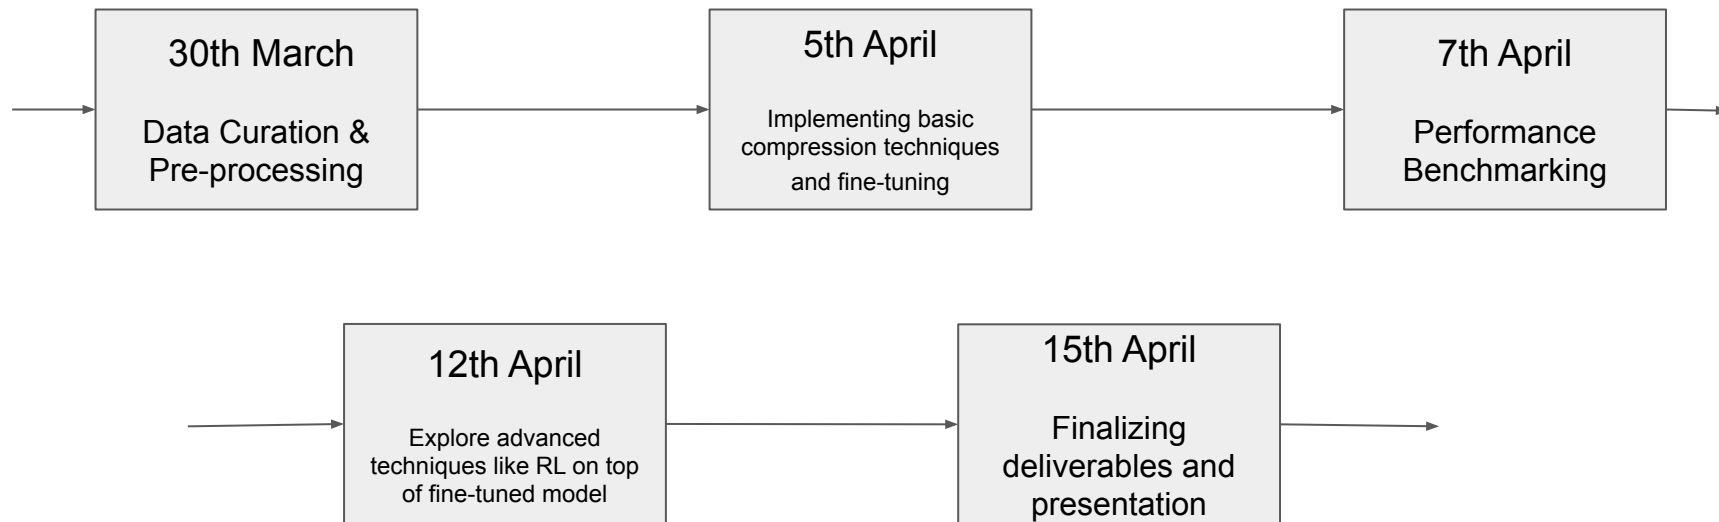 30th March
Data Curation &
Pre-processing
5th April
Implementing basic
compression techniques
and fine-tuning
7th April
Performance
Benchmarking
12th April
Explore advanced
techniques like RL on top
of fine-tuned model
15th April
Finalizing
deliverables and
presentation